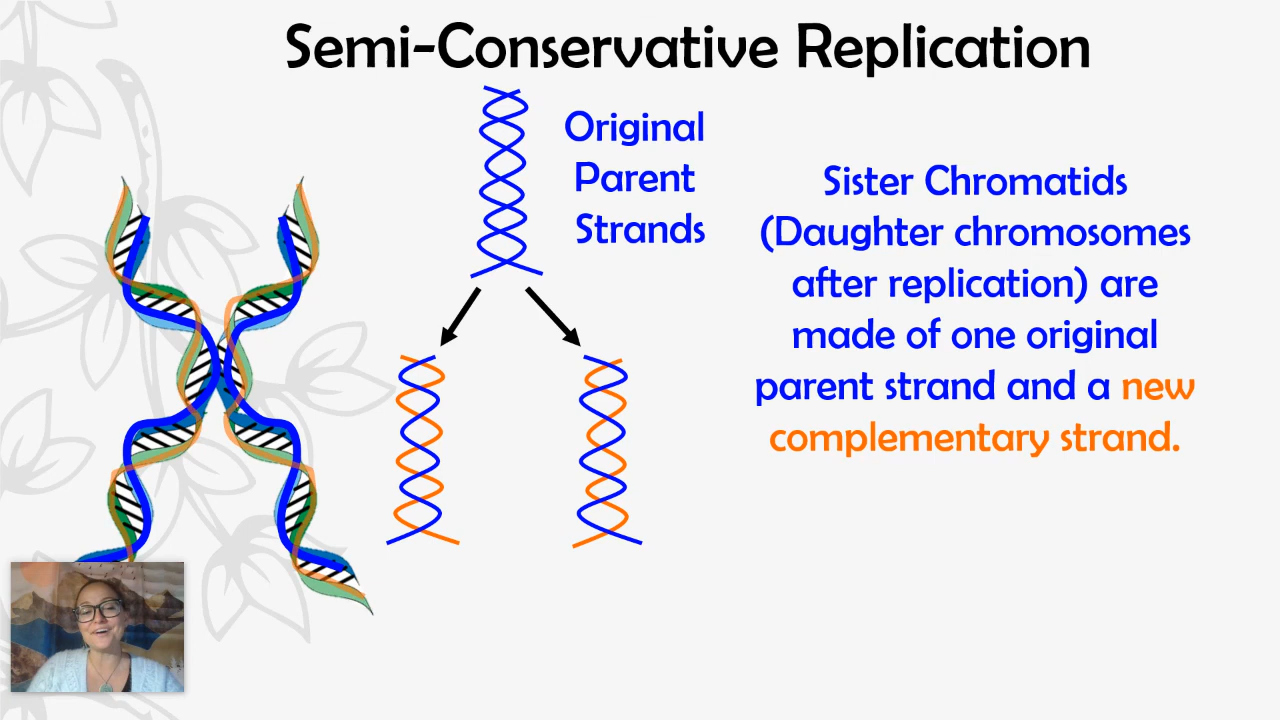 Semi-Conservative Replication
Original
Parent
Strands
Sister Chromatids
(Daughter chromosomes
after replication) are
made of one original
parent strand and a new
complementary strand.